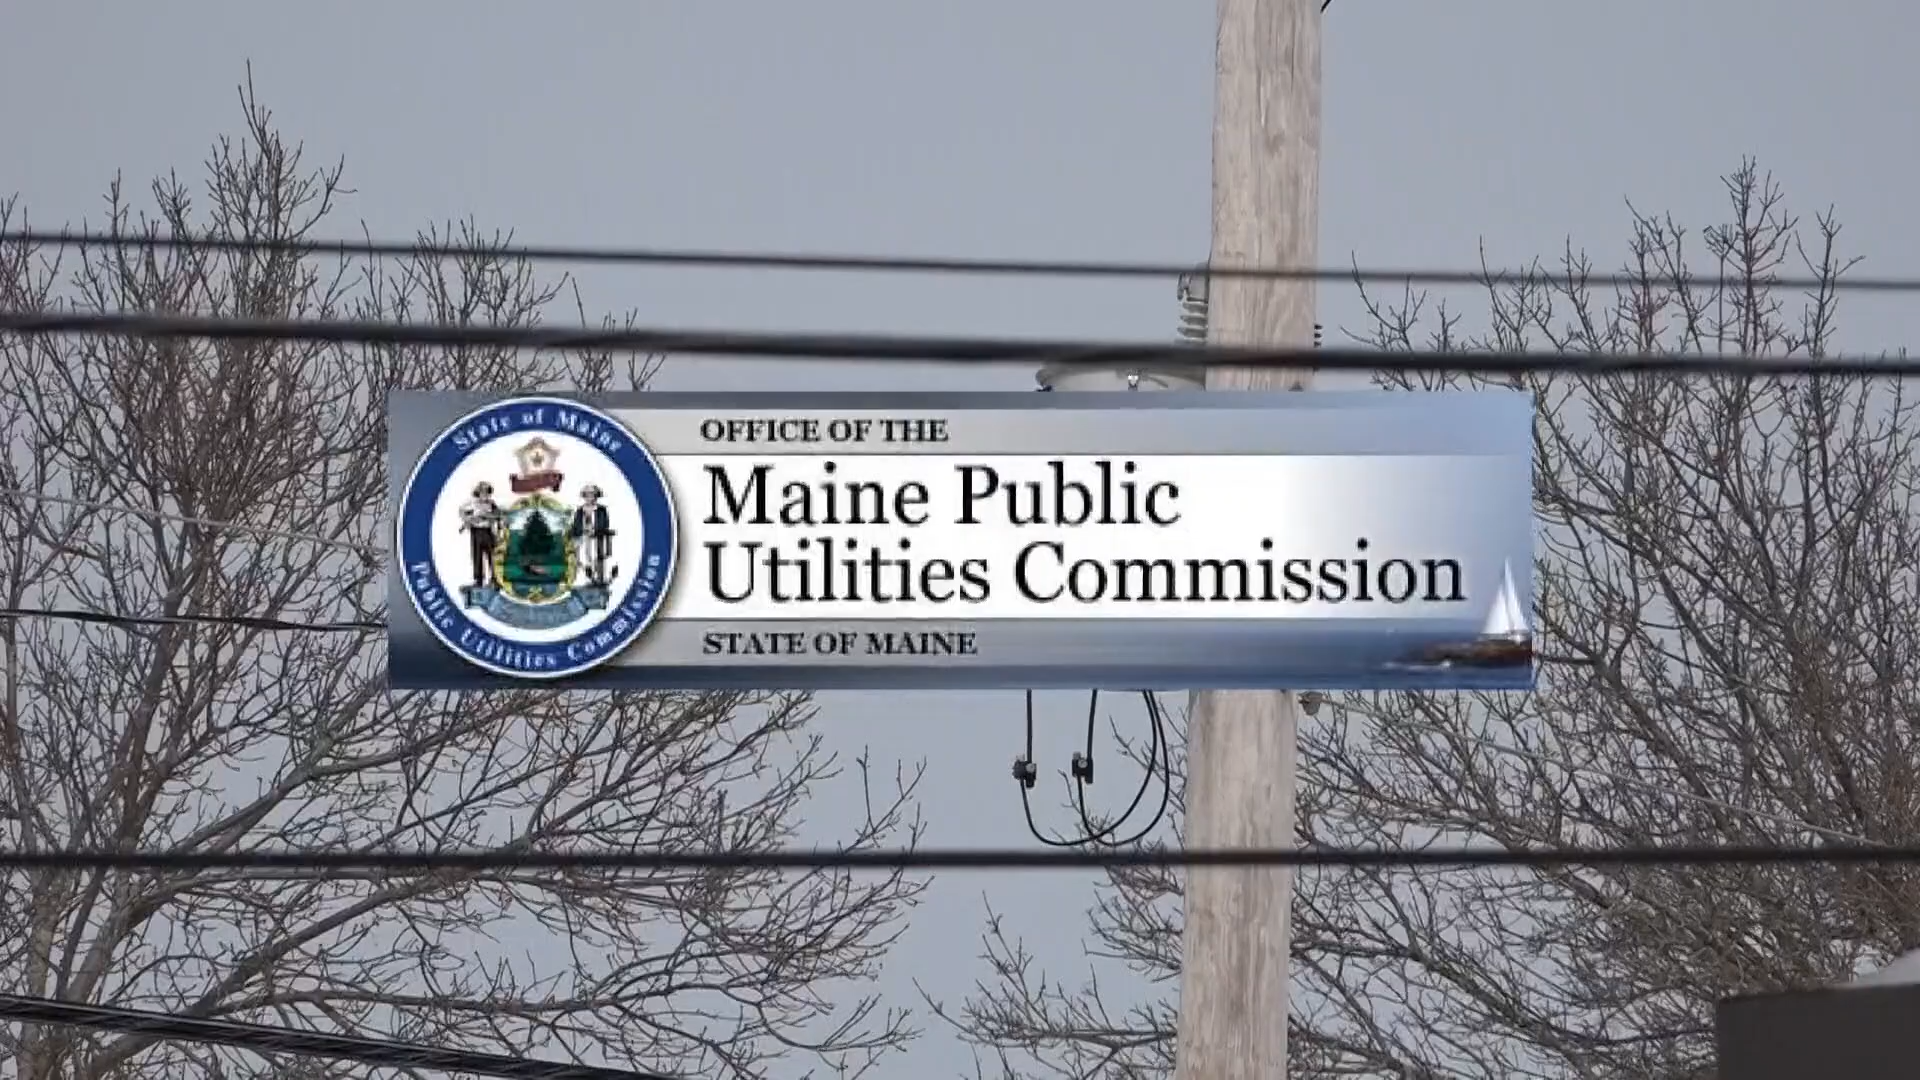 State of Maine
Public Utilities Commission
OFFICE OF THE
Maine Public
Utilities Commission
STATE OF MAINE